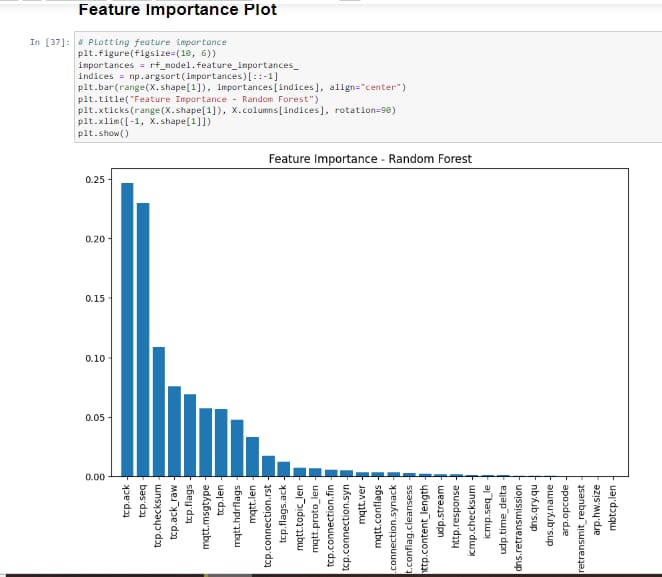 Feature Importance Plot
In [37]: # Plotting feature importance
plt.figure(figsize=(10, 6))
importances = rf_model.feature_importances_
indices = np.argsort(importances)[::-1]
plt.bar(range(X.shape[1]), importances[indices], align="center")
plt.title("Feature Importance - Random Forest")
plt.xticks(range(X.shape[1]), X.columns[indices], rotation=90)
plt.xlim([-1, X.shape[1]])
plt.show()
Feature Importance - Random Forest
0.25
0.20
0.15
0.10
0.05
0.00
tcp.ack
tcp.seq
tcp.checksum
tcp.ack_raw
tcp.flags
mqtt.msgtype
tcp.len
mqtt.hdrflags
mqtt.len
tcp.connection.rst
tcp.flags.ack
mqtt.topic_len
mqtt.proto_len
tcp.connection.fin
tcp.connection.syn
mqtt.ver
mqtt.conflags
.connection.synack
t.conflag.cleansess
ttp.content_length
udp.stream
http.response
icmp.checksum
icmp.seq_le
udp.time_delta
dns.retransmission
dns.qry.qu
dns.qry.name
arp.opcode
retransmit_request
arp.hw.size
mbtcp.len